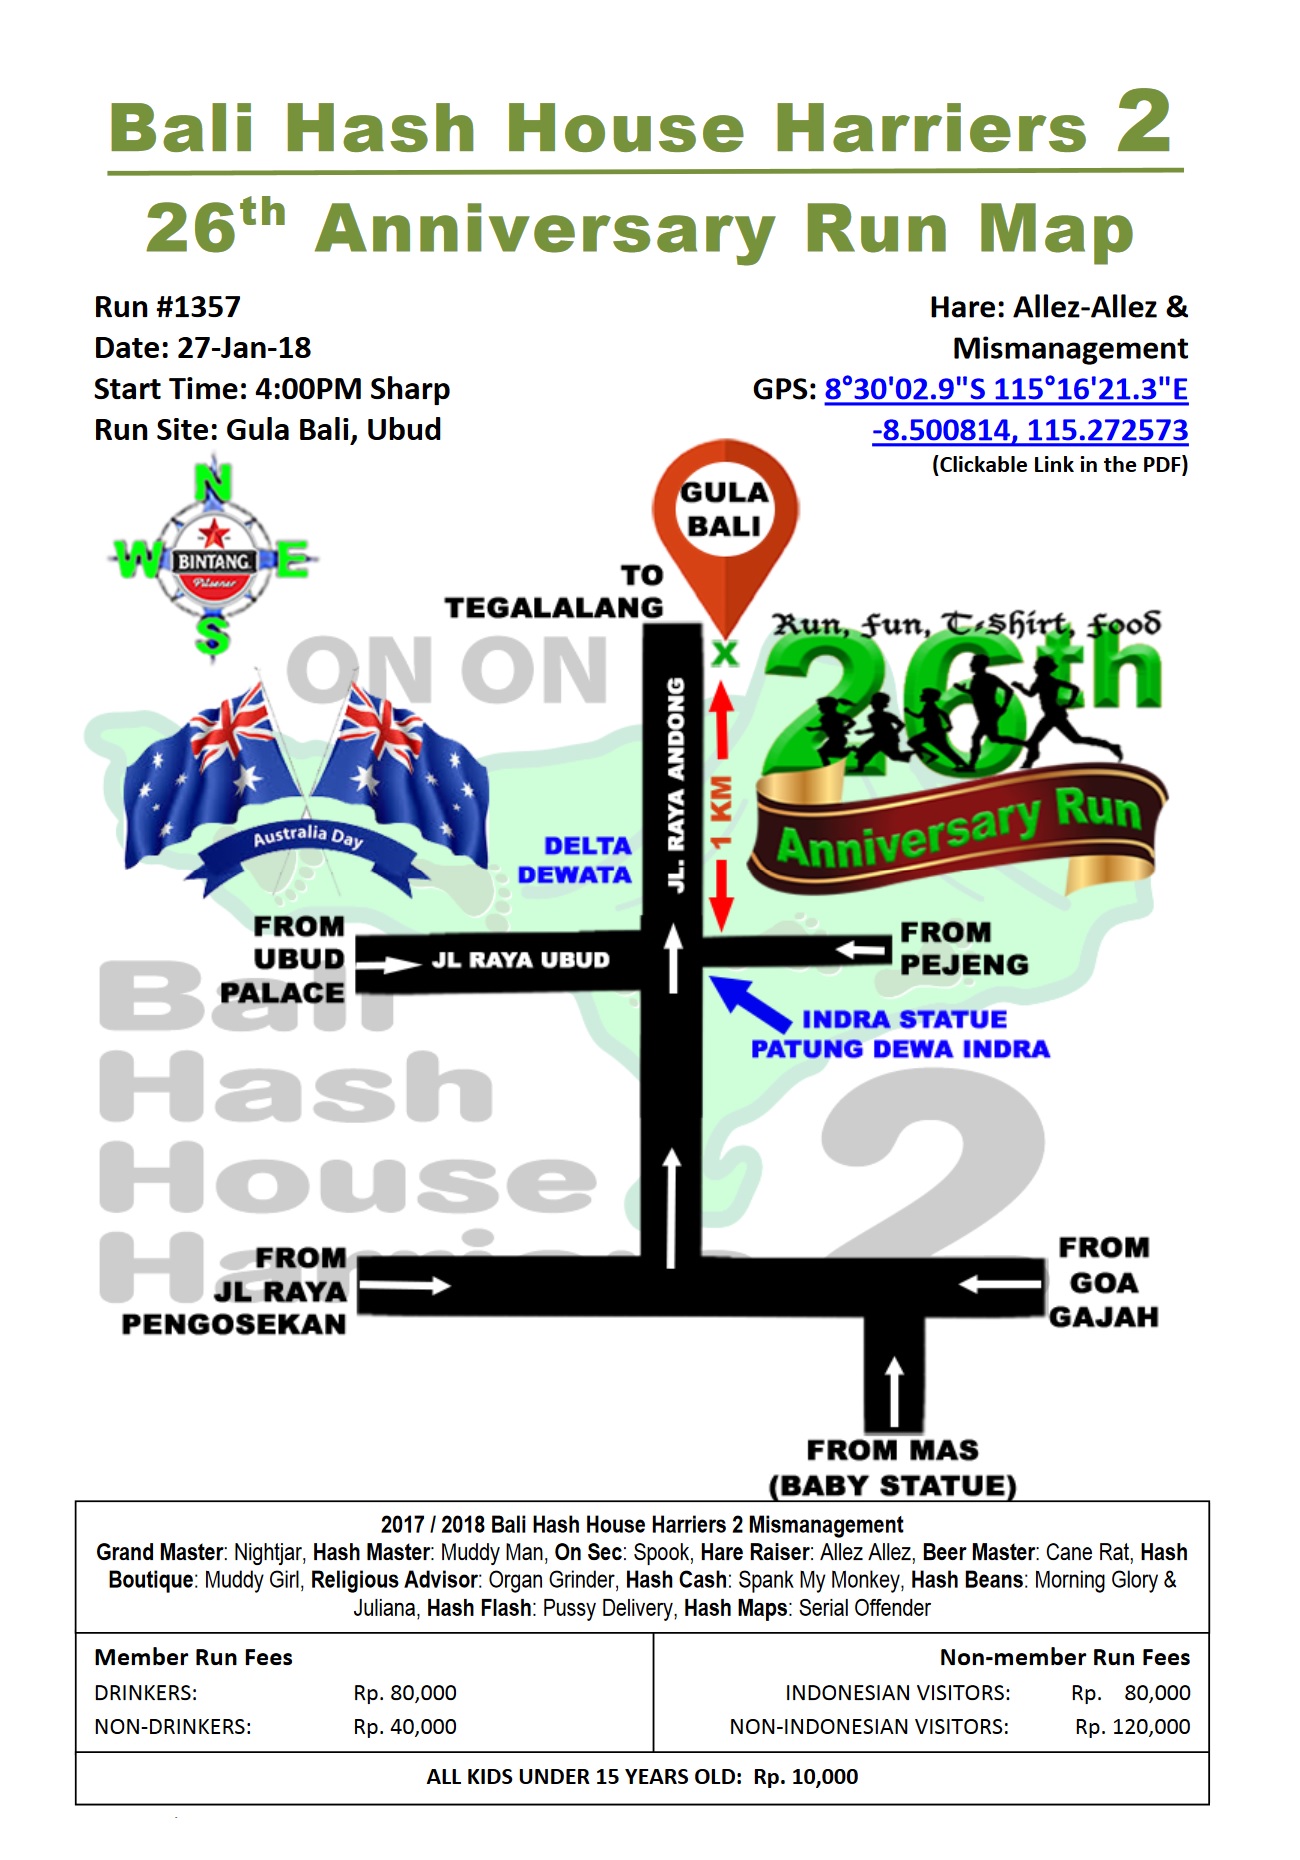 Bali Hash House Harriers 2
26th Anniversary Run Map
Run #1357
Date: 27-Jan-18
Start Time: 4:00PM Sharp
Run Site: Gula Bali, Ubud
Hare: Allez-Allez &
Mismanagement
GPS: 8°30'02.9"S 115°16'21.3"E
-8.500814, 115.272573
(Clickable Link in the PDF)
N
W
E
S
BINTANG
Pilsener
GULA
BALI
TO
TEGALALANG
X
Run, Fun, T-Shirt, Food
26th
Anniversary Run
ON ON
Australia Day
JL. RAYA ANDONG
1 KM
DELTA
DEWATA
FROM
UBUD
PALACE
JL RAYA UBUD
FROM
PEJENG
INDRA STATUE
PATUNG DEWA INDRA
Bali
Hash
House
Harriers
2
FROM
JL RAYA
PENGOSEKAN
FROM
GOA
GAJAH
FROM MAS
(BABY STATUE)
2017 / 2018 Bali Hash House Harriers 2 Mismanagement
Grand Master: Nightjar, Hash Master: Muddy Man, On Sec: Spook, Hare Raiser: Allez Allez, Beer Master: Cane Rat, Hash
Boutique: Muddy Girl, Religious Advisor: Organ Grinder, Hash Cash: Spank My Monkey, Hash Beans: Morning Glory &
Juliana, Hash Flash: Pussy Delivery, Hash Maps: Serial Offender
Member Run Fees
DRINKERS: Rp. 80,000
NON-DRINKERS: Rp. 40,000
Non-member Run Fees
INDONESIAN VISITORS: Rp. 80,000
NON-INDONESIAN VISITORS: Rp. 120,000
ALL KIDS UNDER 15 YEARS OLD: Rp. 10,000